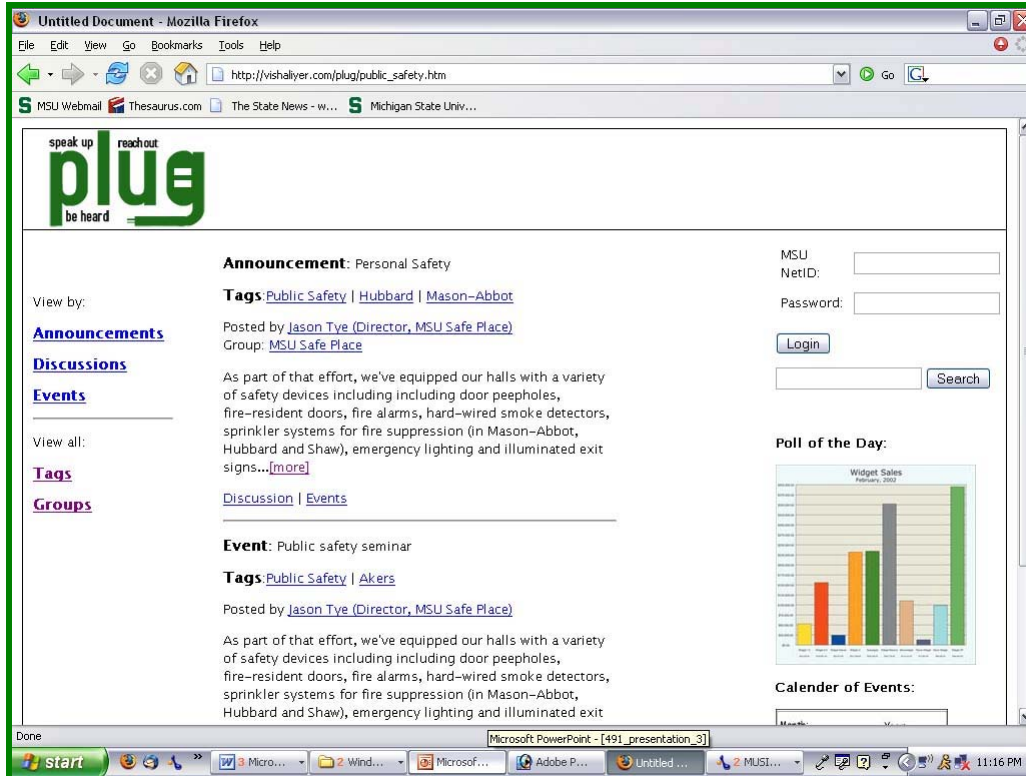 Untitled Document - Mozilla Firefox
File Edit View Go Bookmarks Tools Help
http://vishaliyer.com/plug/public_safety.htm
Go
G
S MSU Webmail Thesaurus.com The State News - w... S Michigan State Univ...
speak up reach out
plug
be heard
View by:
Announcements
Discussions
Events
View all:
Tags
Groups
Announcement: Personal Safety
Tags:Public Safety | Hubbard | Mason-Abbot
Posted by Jason Tye (Director, MSU Safe Place)
Group: MSU Safe Place
As part of that effort, we've equipped our halls with a variety
of safety devices including including door peepholes,
fire-resident doors, fire alarms, hard-wired smoke detectors,
sprinkler systems for fire suppression (in Mason-Abbot,
Hubbard and Shaw), emergency lighting and illuminated exit
signs...[more]
Discussion | Events
Event: Public safety seminar
Tags:Public Safety | Akers
Posted by Jason Tye (Director, MSU Safe Place)
As part of that effort, we've equipped our halls with a variety
of safety devices including including door peepholes,
fire-resident doors, fire alarms, hard-wired smoke detectors,
sprinkler systems for fire suppression (in Mason-Abbot,
Hubbard and Shaw), emergency lighting and illuminated exit
MSU
NetID:
Password:
Login
Search
Poll of the Day:
Widget Sales
February, 2002
Calender of Events:
Done
Microsoft PowerPoint - [491_presentation_3]
start
3 Micro...
2 Wind...
Microsof...
Adobe P...
Untitled ...
2 MUSI...
11:16 PM